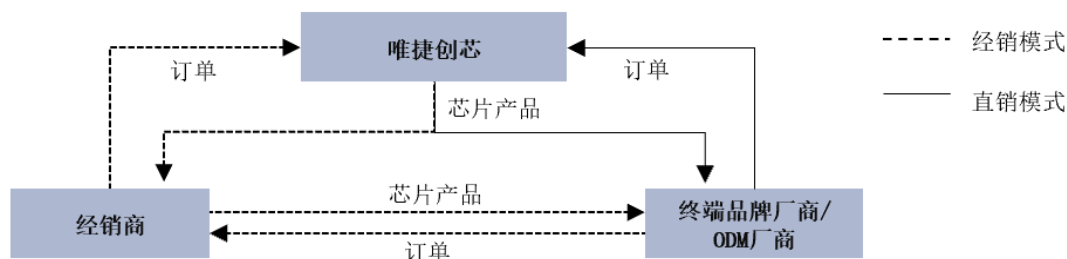 唯捷创芯
经销模式
订单
订单
直销模式
芯片产品
经销商
芯片产品
终端品牌厂商/
ODM厂商
订单